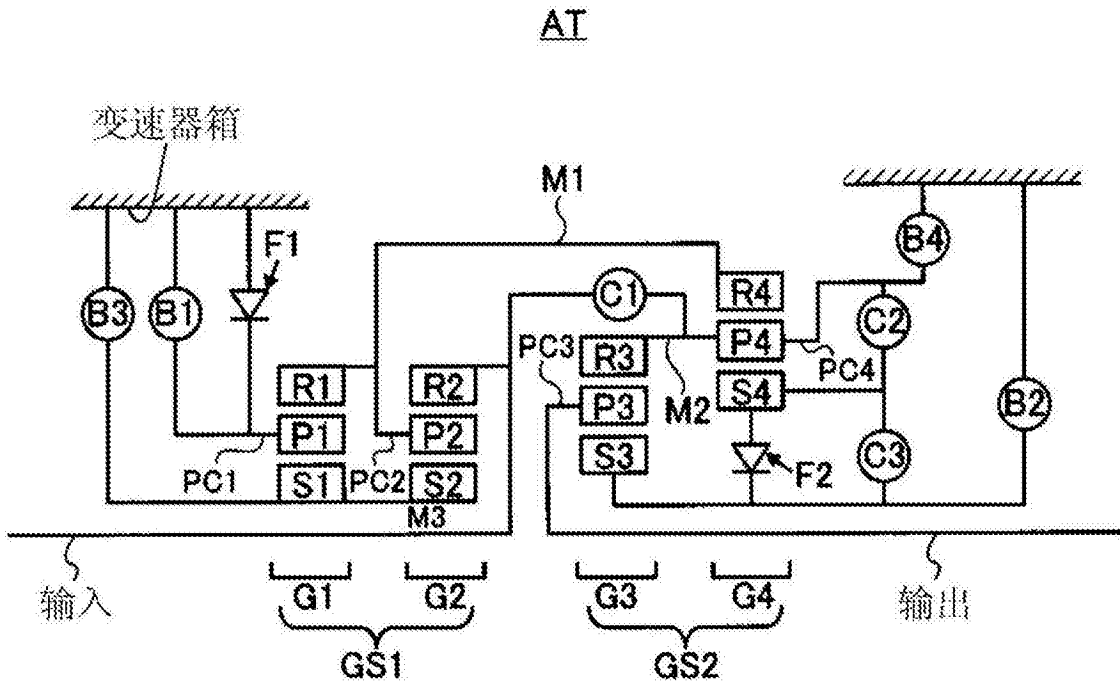 AT
变速器箱
M1
F1
B4
B3
B1
C1
R4
C2
PC3
R3
P4
PC4
R1
R2
P3
M2
S4
B2
P1
P2
S3
F2
C3
PC1
S1
PC2
S2
M3
输入
G1
G2
G3
G4
输出
GS1
GS2